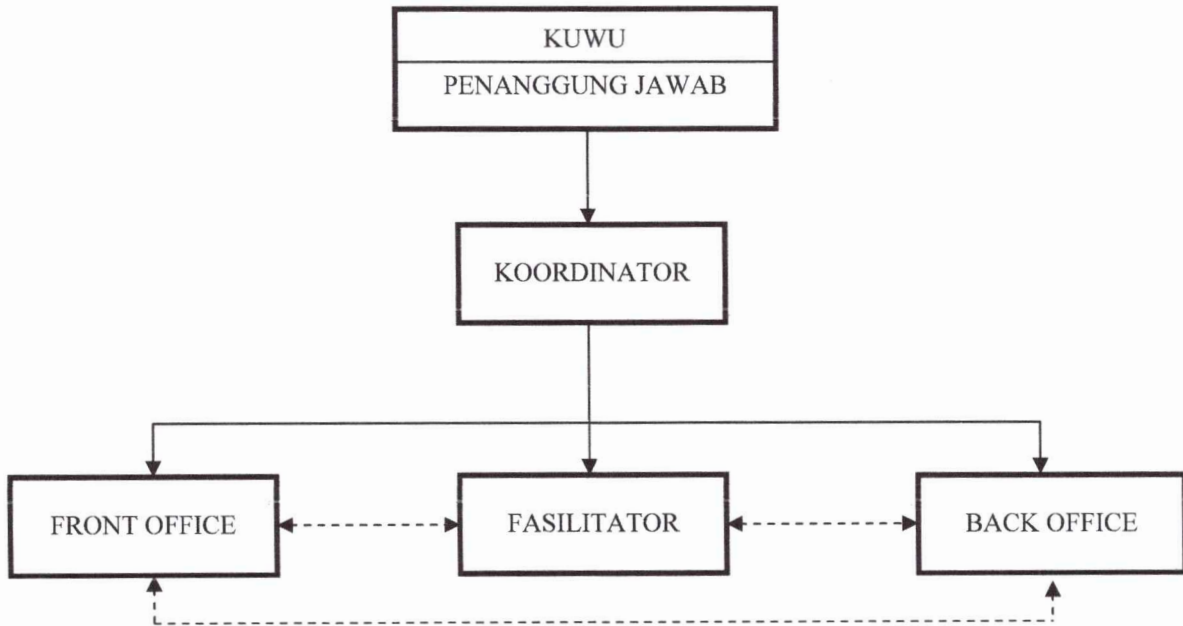 KUWU
PENANGGUNG JAWAB
KOORDINATOR
FRONT OFFICE
FASILITATOR
BACK OFFICE